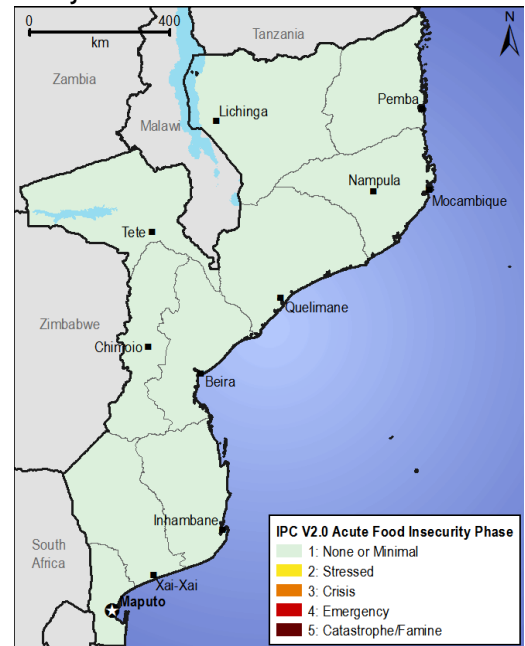 0 400
km
N
Tanzania
Zambia
Malawi
Lichinga
Pemba
Nampula
Mocambique
Tete
Quelimane
Zimbabwe
Chimoio
Beira
Inhambane
South
Africa
Xai-Xai
Maputo
IPC V2.0 Acute Food Insecurity Phase
1: None or Minimal
2: Stressed
3: Crisis
4: Emergency
5: Catastrophe/Famine